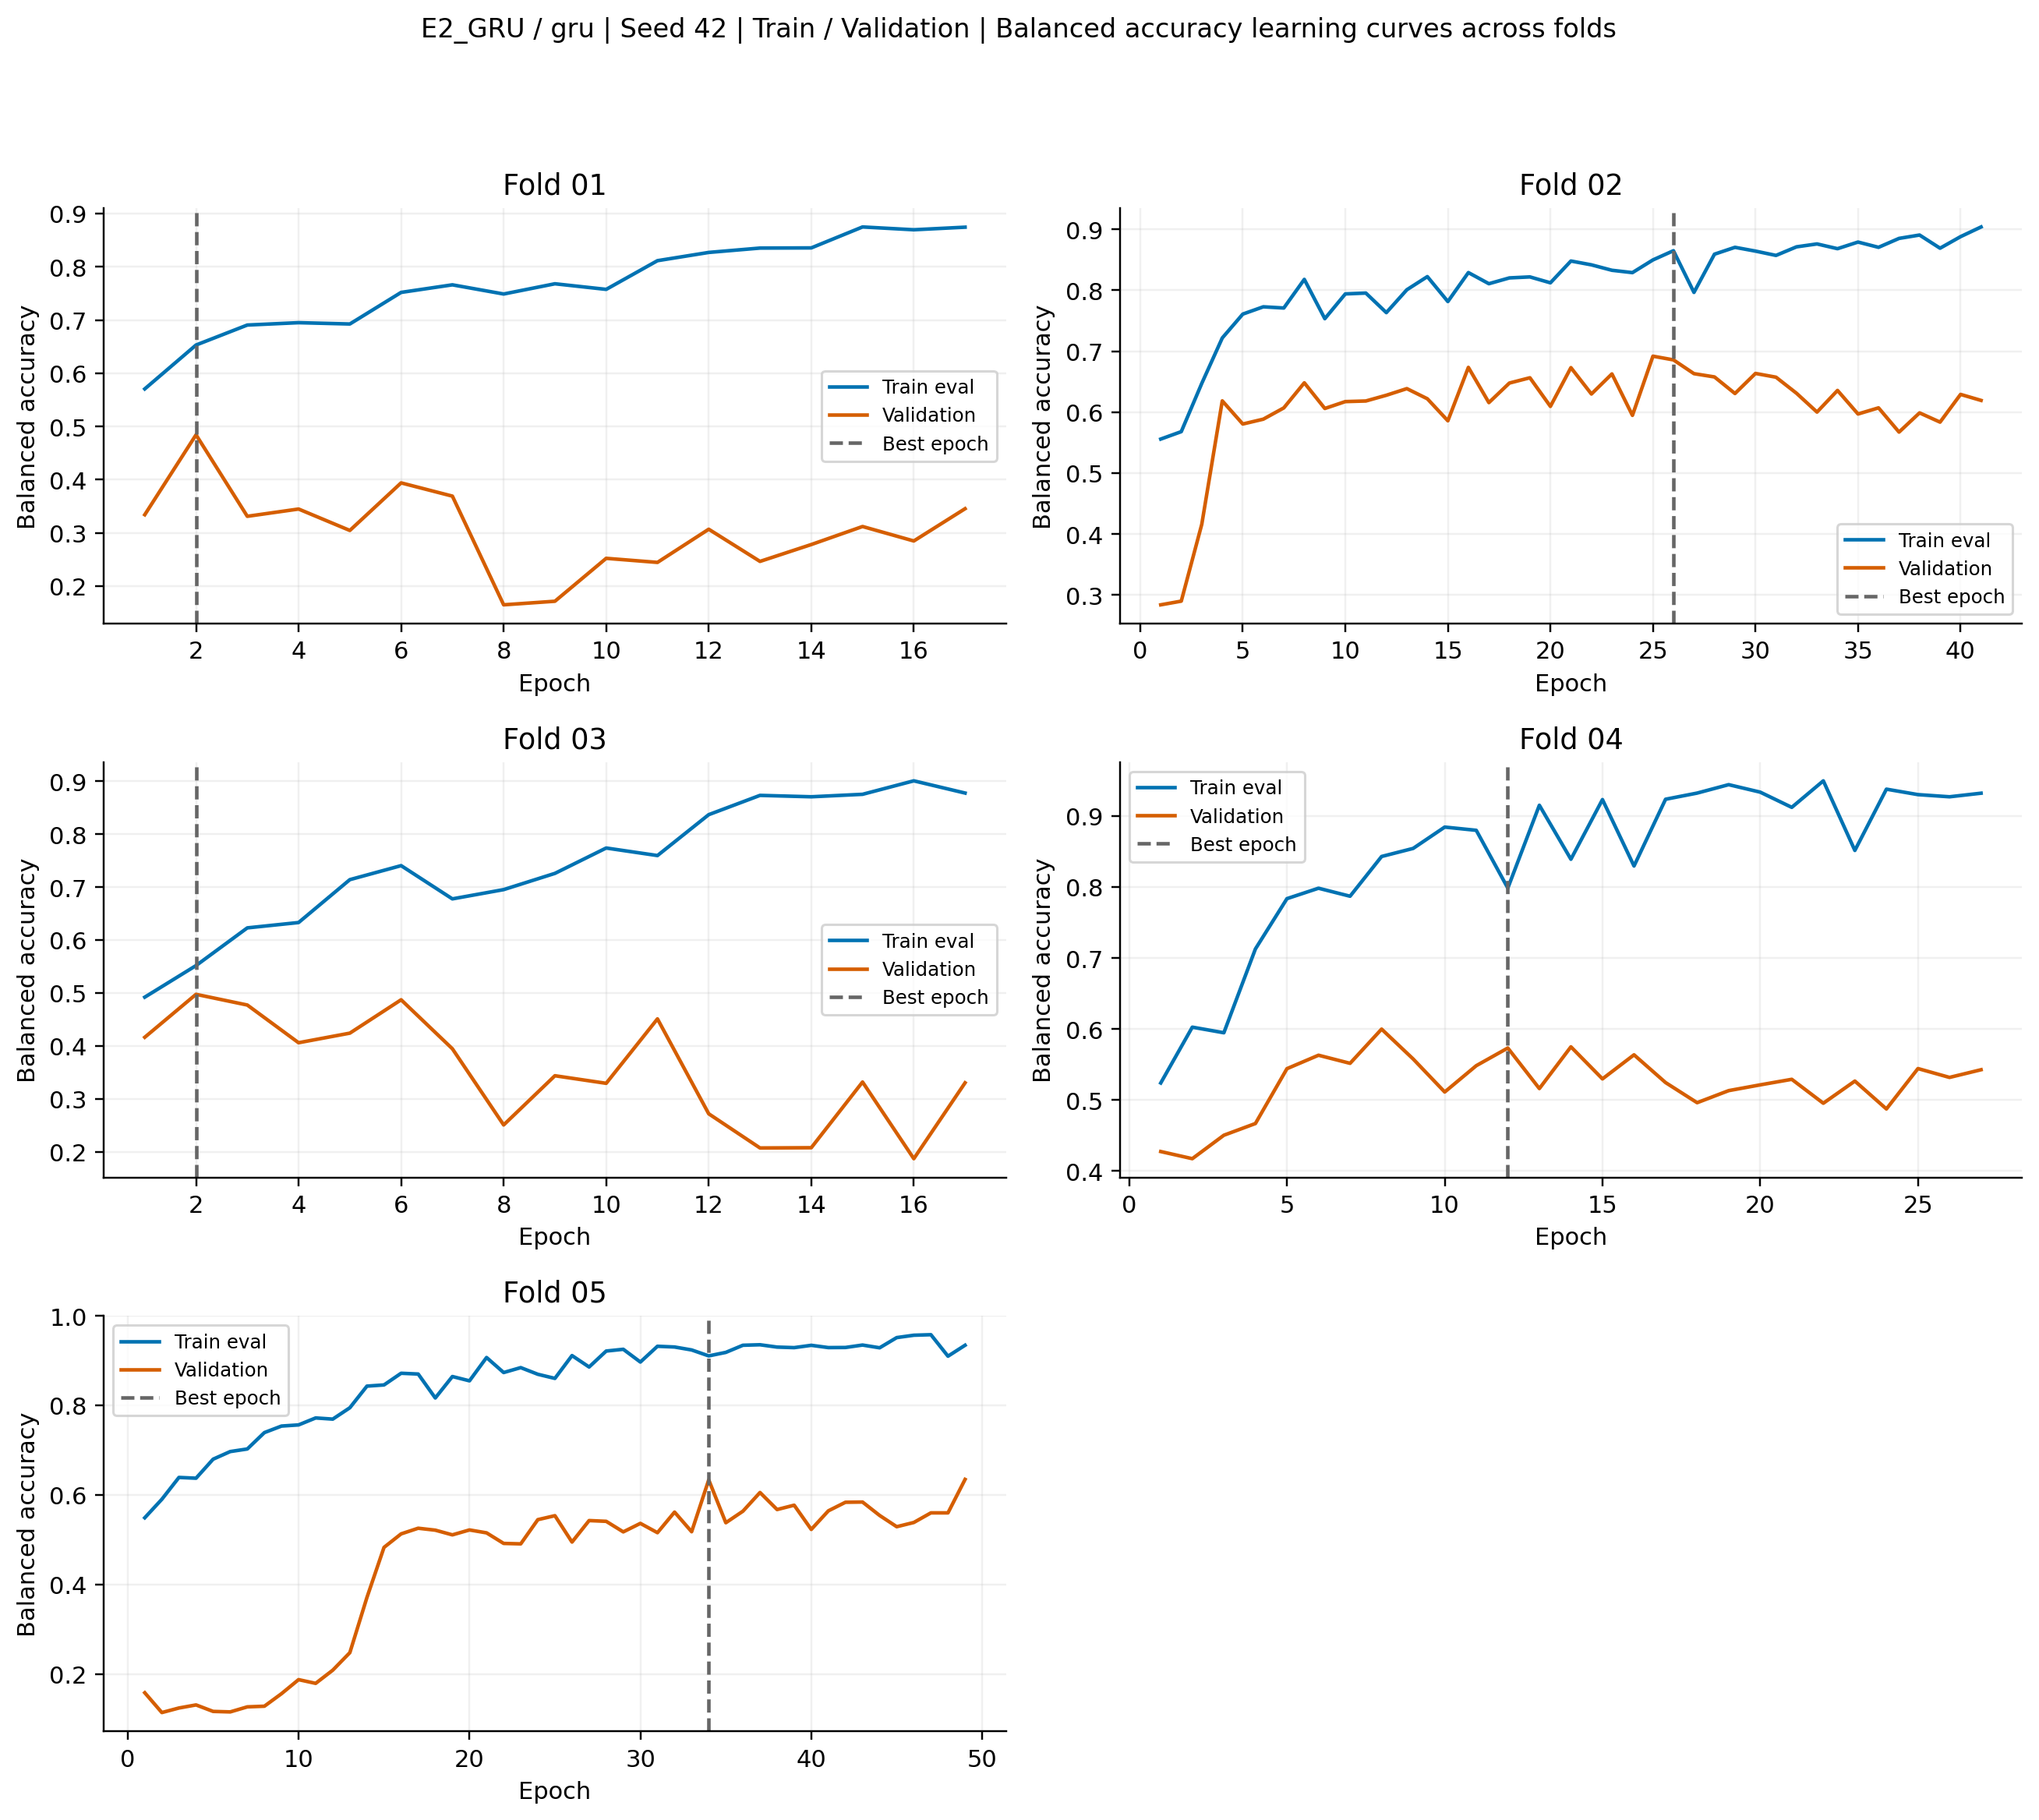 E2_GRU / gru | Seed 42 | Train / Validation | Balanced accuracy learning curves across folds
Fold 01
Balanced accuracy
0.9
0.8
0.7
0.6
0.5
0.4
0.3
0.2
Train eval
Validation
Best epoch
2 4 6 8 10 12 14 16
Epoch
Fold 02
Balanced accuracy
0.9
0.8
0.7
0.6
0.5
0.4
0.3
Train eval
Validation
Best epoch
0 5 10 15 20 25 30 35 40
Epoch
Fold 03
Balanced accuracy
0.9
0.8
0.7
0.6
0.5
0.4
0.3
0.2
Train eval
Validation
Best epoch
2 4 6 8 10 12 14 16
Epoch
Fold 04
Balanced accuracy
0.9
0.8
0.7
0.6
0.5
0.4
Train eval
Validation
Best epoch
0 5 10 15 20 25
Epoch
Fold 05
Balanced accuracy
1.0
0.8
0.6
0.4
0.2
Train eval
Validation
Best epoch
0 10 20 30 40 50
Epoch